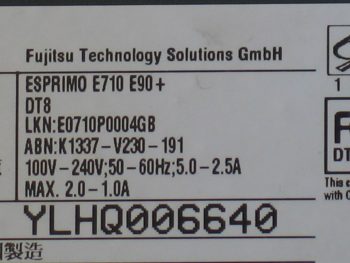 Fujitsu Technology Solutions GmbH
ESPRIMO E710 E90+
DT8
LKN:E0710P0004GB
ABN:K1337-V230-191
100V-240V;50-60Hz;5.0-2.5A
MAX. 2.0-1.0A
YLHQ006640
製造
1
DT
This d
with C